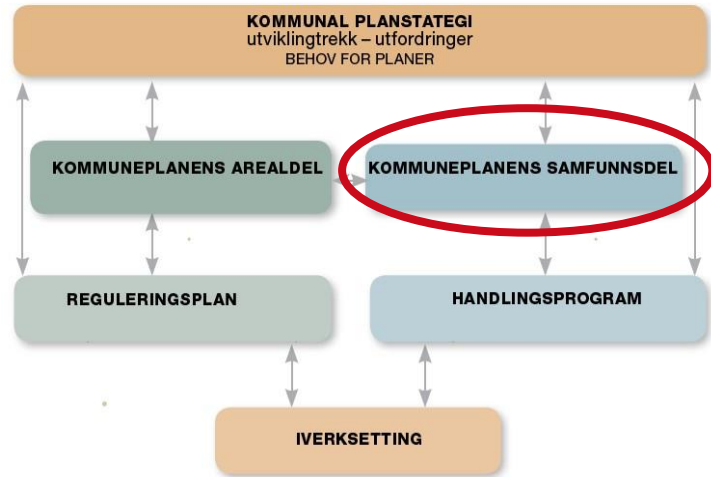 KOMMUNAL PLANSTATEGI
utviklingtrekk – utfordringer
BEHOV FOR PLANER
KOMMUNEPLANENS AREALDEL
KOMMUNEPLANENS SAMFUNNSDEL
REGULERINGSPLAN
HANDLINGSPROGRAM
IVERKSETTING